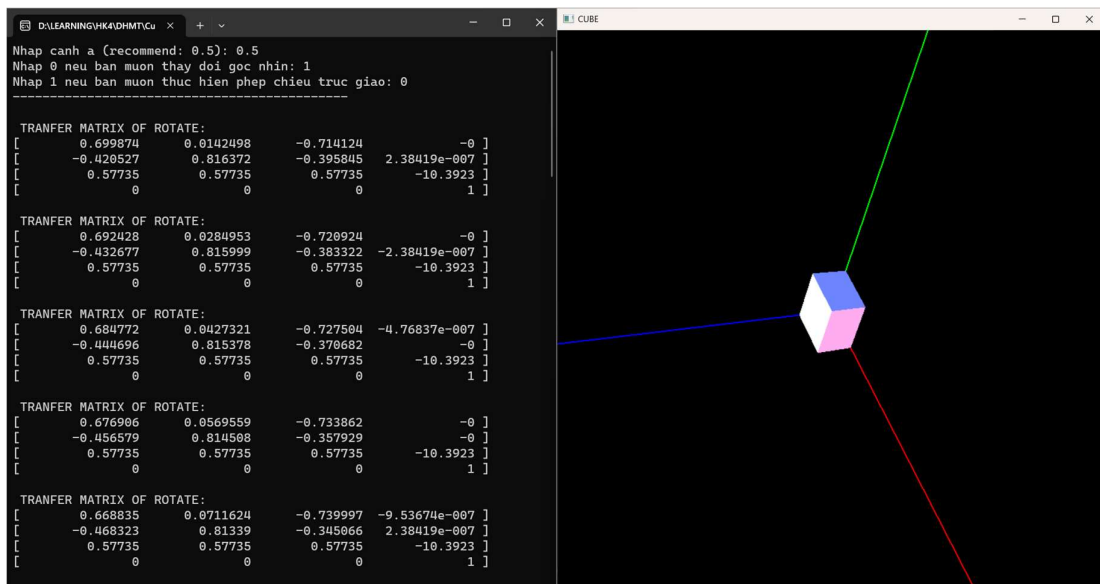 D:\LEARNING\HK4\DHMT\Cu
CUBE
Nhap canh a (recommend: 0.5): 0.5
Nhap 0 neu ban muon thay doi goc nhin: 1
Nhap 1 neu ban muon thuc hien phep chieu truc giao: 0
---------------------------------------------
TRANFER MATRIX OF ROTATE:
[ 0.699874 0.0142498 -0.714124 -0 ]
[ -0.420527 0.816372 -0.395845 2.38419e-007 ]
[ 0.57735 0.57735 0.57735 -10.3923 ]
[ 0 0 0 1 ]
TRANFER MATRIX OF ROTATE:
[ 0.692428 0.0284953 -0.720924 -0 ]
[ -0.432677 0.815999 -0.383322 -2.38419e-007 ]
[ 0.57735 0.57735 0.57735 -10.3923 ]
[ 0 0 0 1 ]
TRANFER MATRIX OF ROTATE:
[ 0.684772 0.0427321 -0.727504 -4.76837e-007 ]
[ -0.444696 0.815378 -0.370682 -0 ]
[ 0.57735 0.57735 0.57735 -10.3923 ]
[ 0 0 0 1 ]
TRANFER MATRIX OF ROTATE:
[ 0.676906 0.0569559 -0.733862 -0 ]
[ -0.456579 0.814508 -0.357929 -0 ]
[ 0.57735 0.57735 0.57735 -10.3923 ]
[ 0 0 0 1 ]
TRANFER MATRIX OF ROTATE:
[ 0.668835 0.0711624 -0.739997 -9.53674e-007 ]
[ -0.468323 0.81339 -0.345066 2.38419e-007 ]
[ 0.57735 0.57735 0.57735 -10.3923 ]
[ 0 0 0 1 ]